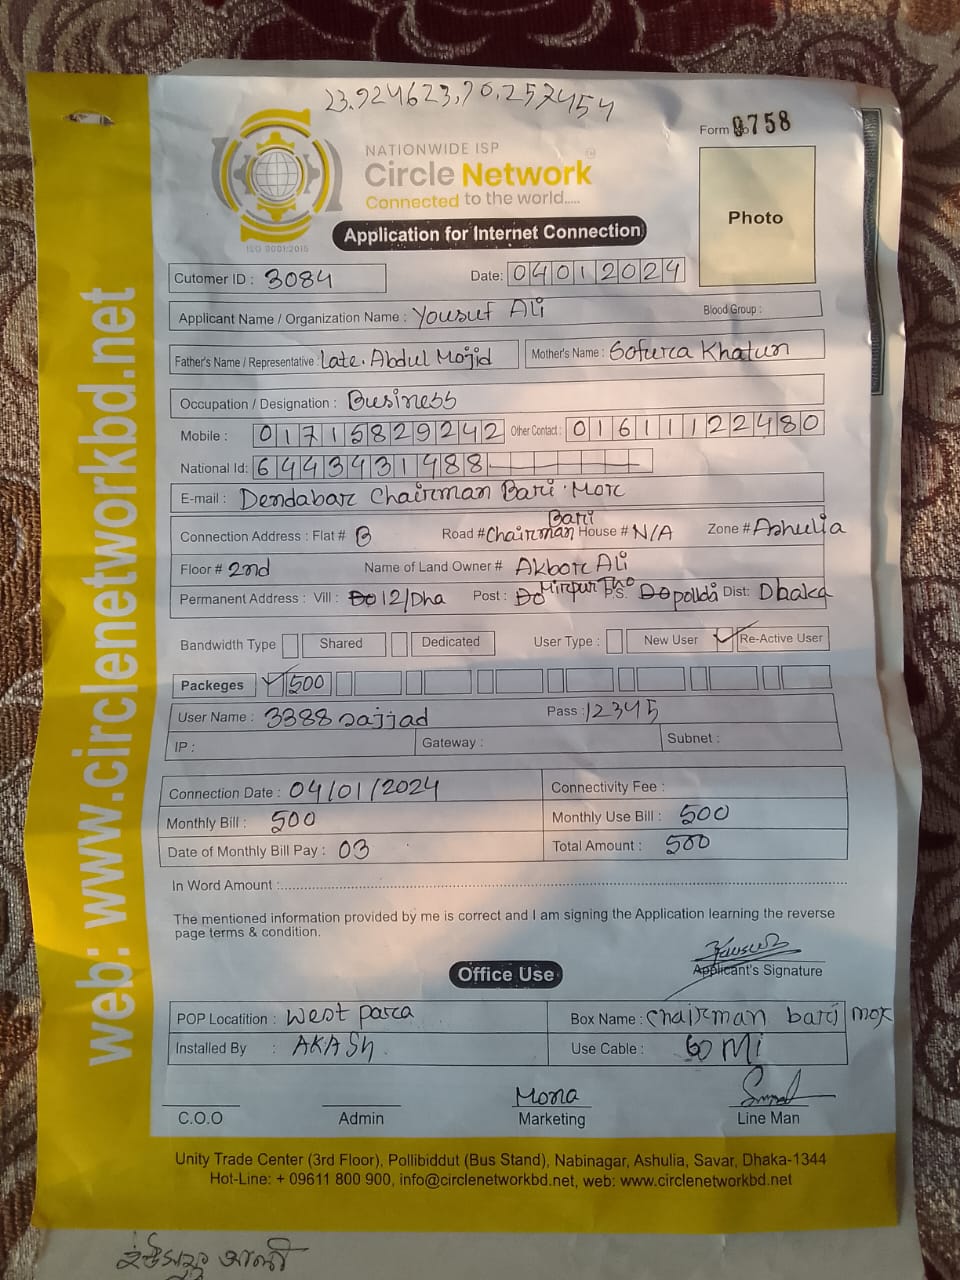 23.924623,90.257454
Form No 0758
NATIONWIDE ISP
Circle Network
Connected to the world.....
ISO 9001:2015
Photo
Application for Internet Connection
Cutomer ID : 3084 Date: 04012024
Applicant Name / Organization Name : Yousuf Ali Blood Group :
Father's Name / Representative : Late. Abdul Mojid Mother's Name : Sofura Khatun
Occupation / Designation : Business
Mobile : 01715829242 Other Contact : 01611122480
National Id: 6443431488
E-mail : Dendabar Chairman Bari. Mor
Connection Address : Flat # B Road # Chairman Bari House # N/A Zone # Ashulia
Floor # 2nd Name of Land Owner # Akbor Ali
Permanent Address : Vill : 12/Dha Post : Mirpur P.S: pollobi Dist: Dhaka
Bandwidth Type Shared Dedicated User Type : New User Re-Active User
Packeges 500
User Name : 3388sajjad Pass : 12345
IP : Gateway : Subnet :
Connection Date : 04/01/2024 Connectivity Fee :
Monthly Bill : 500 Monthly Use Bill : 500
Date of Monthly Bill Pay : 03 Total Amount : 500
In Word Amount :
The mentioned information provided by me is correct and I am signing the Application learning the reverse
page terms & condition.
Applicant's Signature
Office Use
POP Locatition : West para Box Name : Chairman bari mor
Installed By : AKASh Use Cable : 60 Mi
Mona
C.O.O Admin Marketing Line Man
Unity Trade Center (3rd Floor), Pollibiddut (Bus Stand), Nabinagar, Ashulia, Savar, Dhaka-1344
Hot-Line: + 09611 800 900, info@circlenetworkbd.net, web: www.circlenetworkbd.net
web: www.circlenetworkbd.net
ইউসুফ আলী